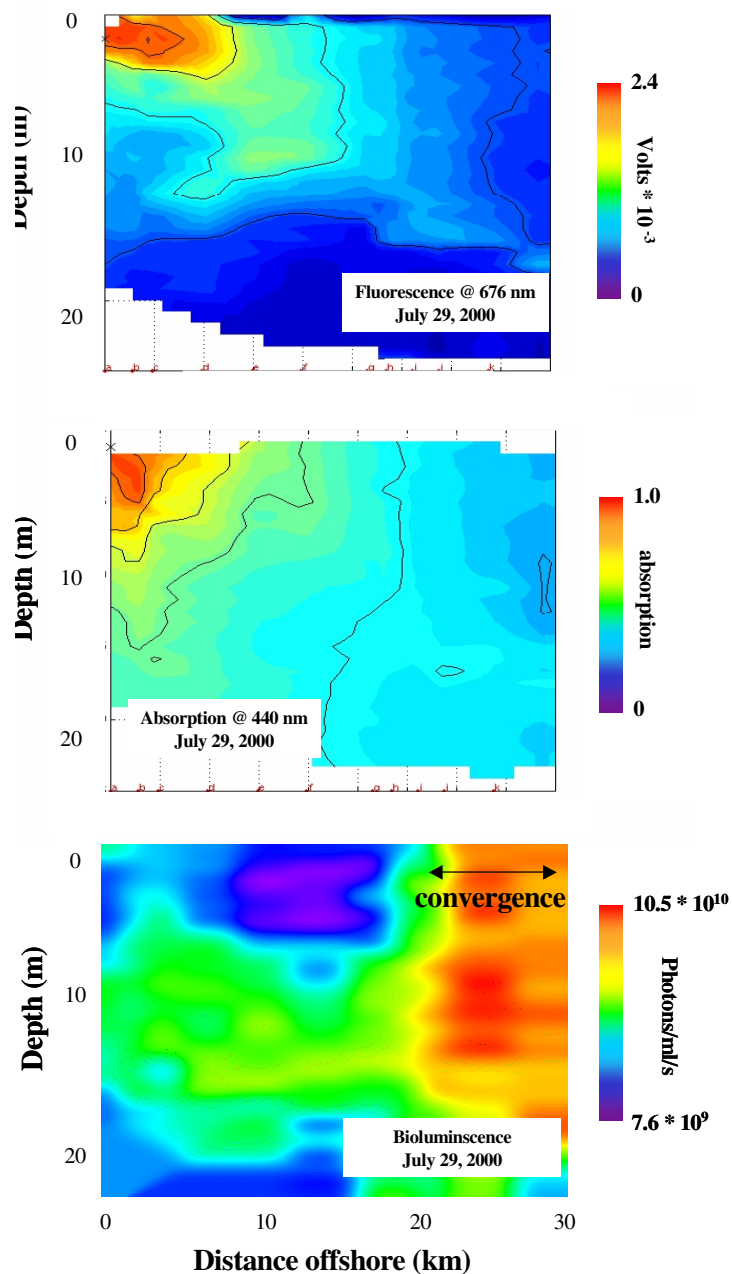 0
10
20
Depth (m)
Fluorescence @ 676 nm
July 29, 2000
a b c d e f g h i j k
2.4
Volts * 10⁻³
0
0
10
20
Depth (m)
Absorption @ 440 nm
July 29, 2000
a b c d e f g h i j k
1.0
absorption
0
0
10
20
Depth (m)
convergence
Bioluminscence
July 29, 2000
10.5 * 10¹⁰
Photons/ml/s
7.6 * 10⁹
0 10 20 30
Distance offshore (km)